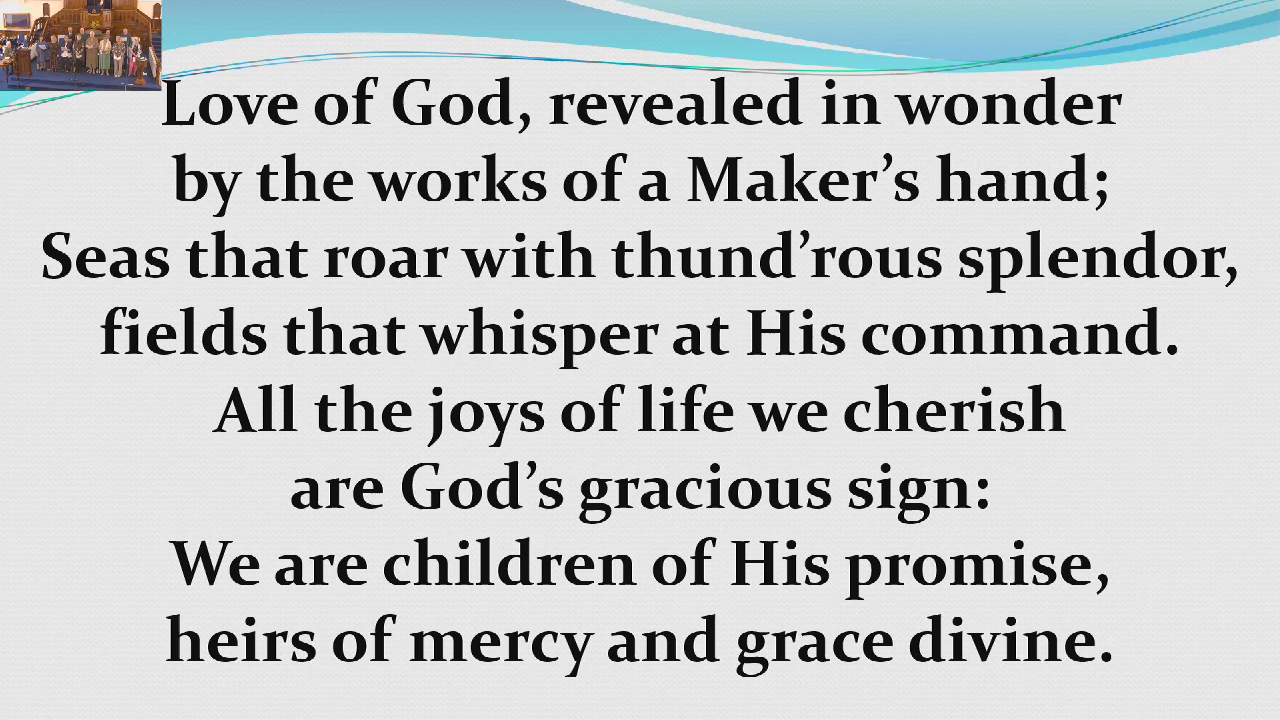 Love of God, revealed in wonder
by the works of a Maker’s hand;
Seas that roar with thund’rous splendor,
fields that whisper at His command.
All the joys of life we cherish
are God’s gracious sign:
We are children of His promise,
heirs of mercy and grace divine.